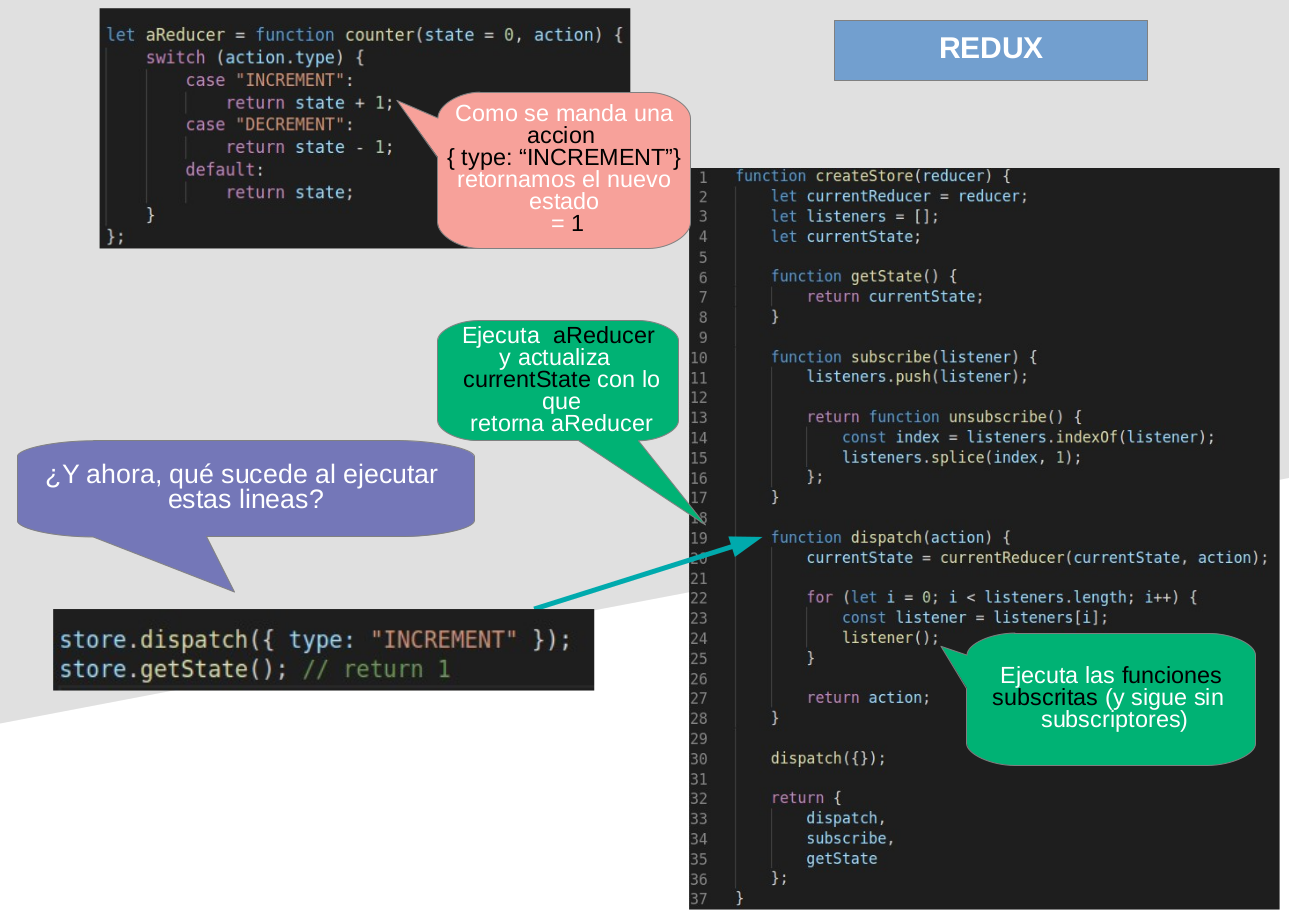 let aReducer = function counter(state = 0, action) {
switch (action.type) {
case "INCREMENT":
return state + 1;
case "DECREMENT":
return state - 1;
default:
return state;
}
};
REDUX
Como se manda una
accion
{ type: “INCREMENT”}
retornamos el nuevo
estado
= 1
Ejecuta aReducer
y actualiza
currentState con lo
que
retorna aReducer
¿Y ahora, qué sucede al ejecutar
estas lineas?
store.dispatch({ type: "INCREMENT" });
store.getState(); // return 1
1 function createStore(reducer) {
2 let currentReducer = reducer;
3 let listeners = [];
4 let currentState;
5
6 function getState() {
7 return currentState;
8 }
9
10 function subscribe(listener) {
11 listeners.push(listener);
12
13 return function unsubscribe() {
14 const index = listeners.indexOf(listener);
15 listeners.splice(index, 1);
16 };
17 }
18
19 function dispatch(action) {
20 currentState = currentReducer(currentState, action);
21
22 for (let i = 0; i < listeners.length; i++) {
23 const listener = listeners[i];
24 listener();
25 }
26
27 return action;
28 }
29
30 dispatch({});
31
32 return {
33 dispatch,
34 subscribe,
35 getState
36 };
37 }
Ejecuta las funciones
subscritas (y sigue sin
subscriptores)